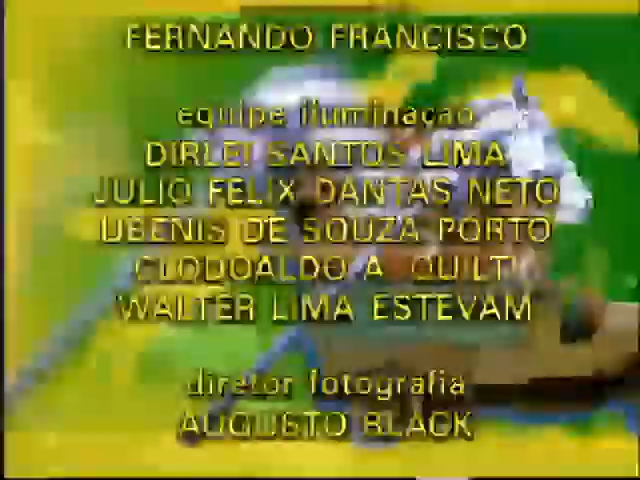 FERNANDO FRANCISCO
equipe iluminação
DIRLEI SANTOS LIMA
JULIO FELIX DANTAS NETO
UBENIS DE SOUZA PORTO
CLODOALDO A.
WALTER LIMA ESTEVAM
diretor fotografia
AUGUSTO BLACK